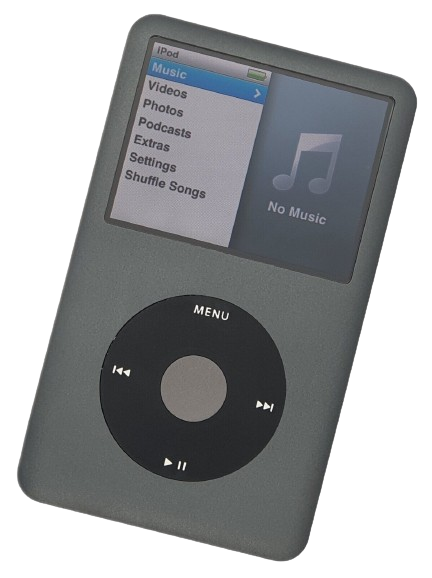 iPod
Music
Videos
Photos
Podcasts
Extras
Settings
Shuffle Songs
No Music
MENU